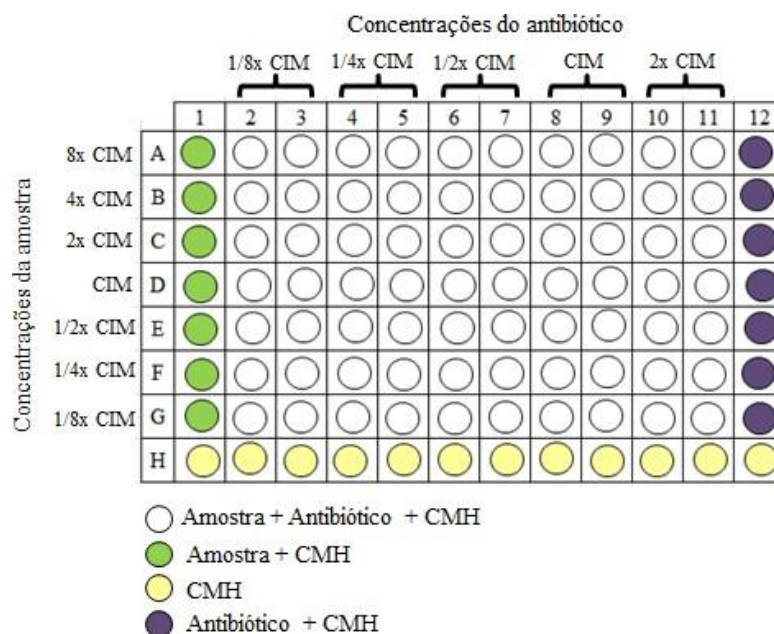 Concentrações do antibiótico
1/8x CIM 1/4x CIM 1/2x CIM CIM 2x CIM
1 2 3 4 5 6 7 8 9 10 11 12
Concentrações da amostra
8x CIM A
4x CIM B
2x CIM C
CIM D
1/2x CIM E
1/4x CIM F
1/8x CIM G
H
Amostra + Antibiótico + CMH
Amostra + CMH
CMH
Antibiótico + CMH